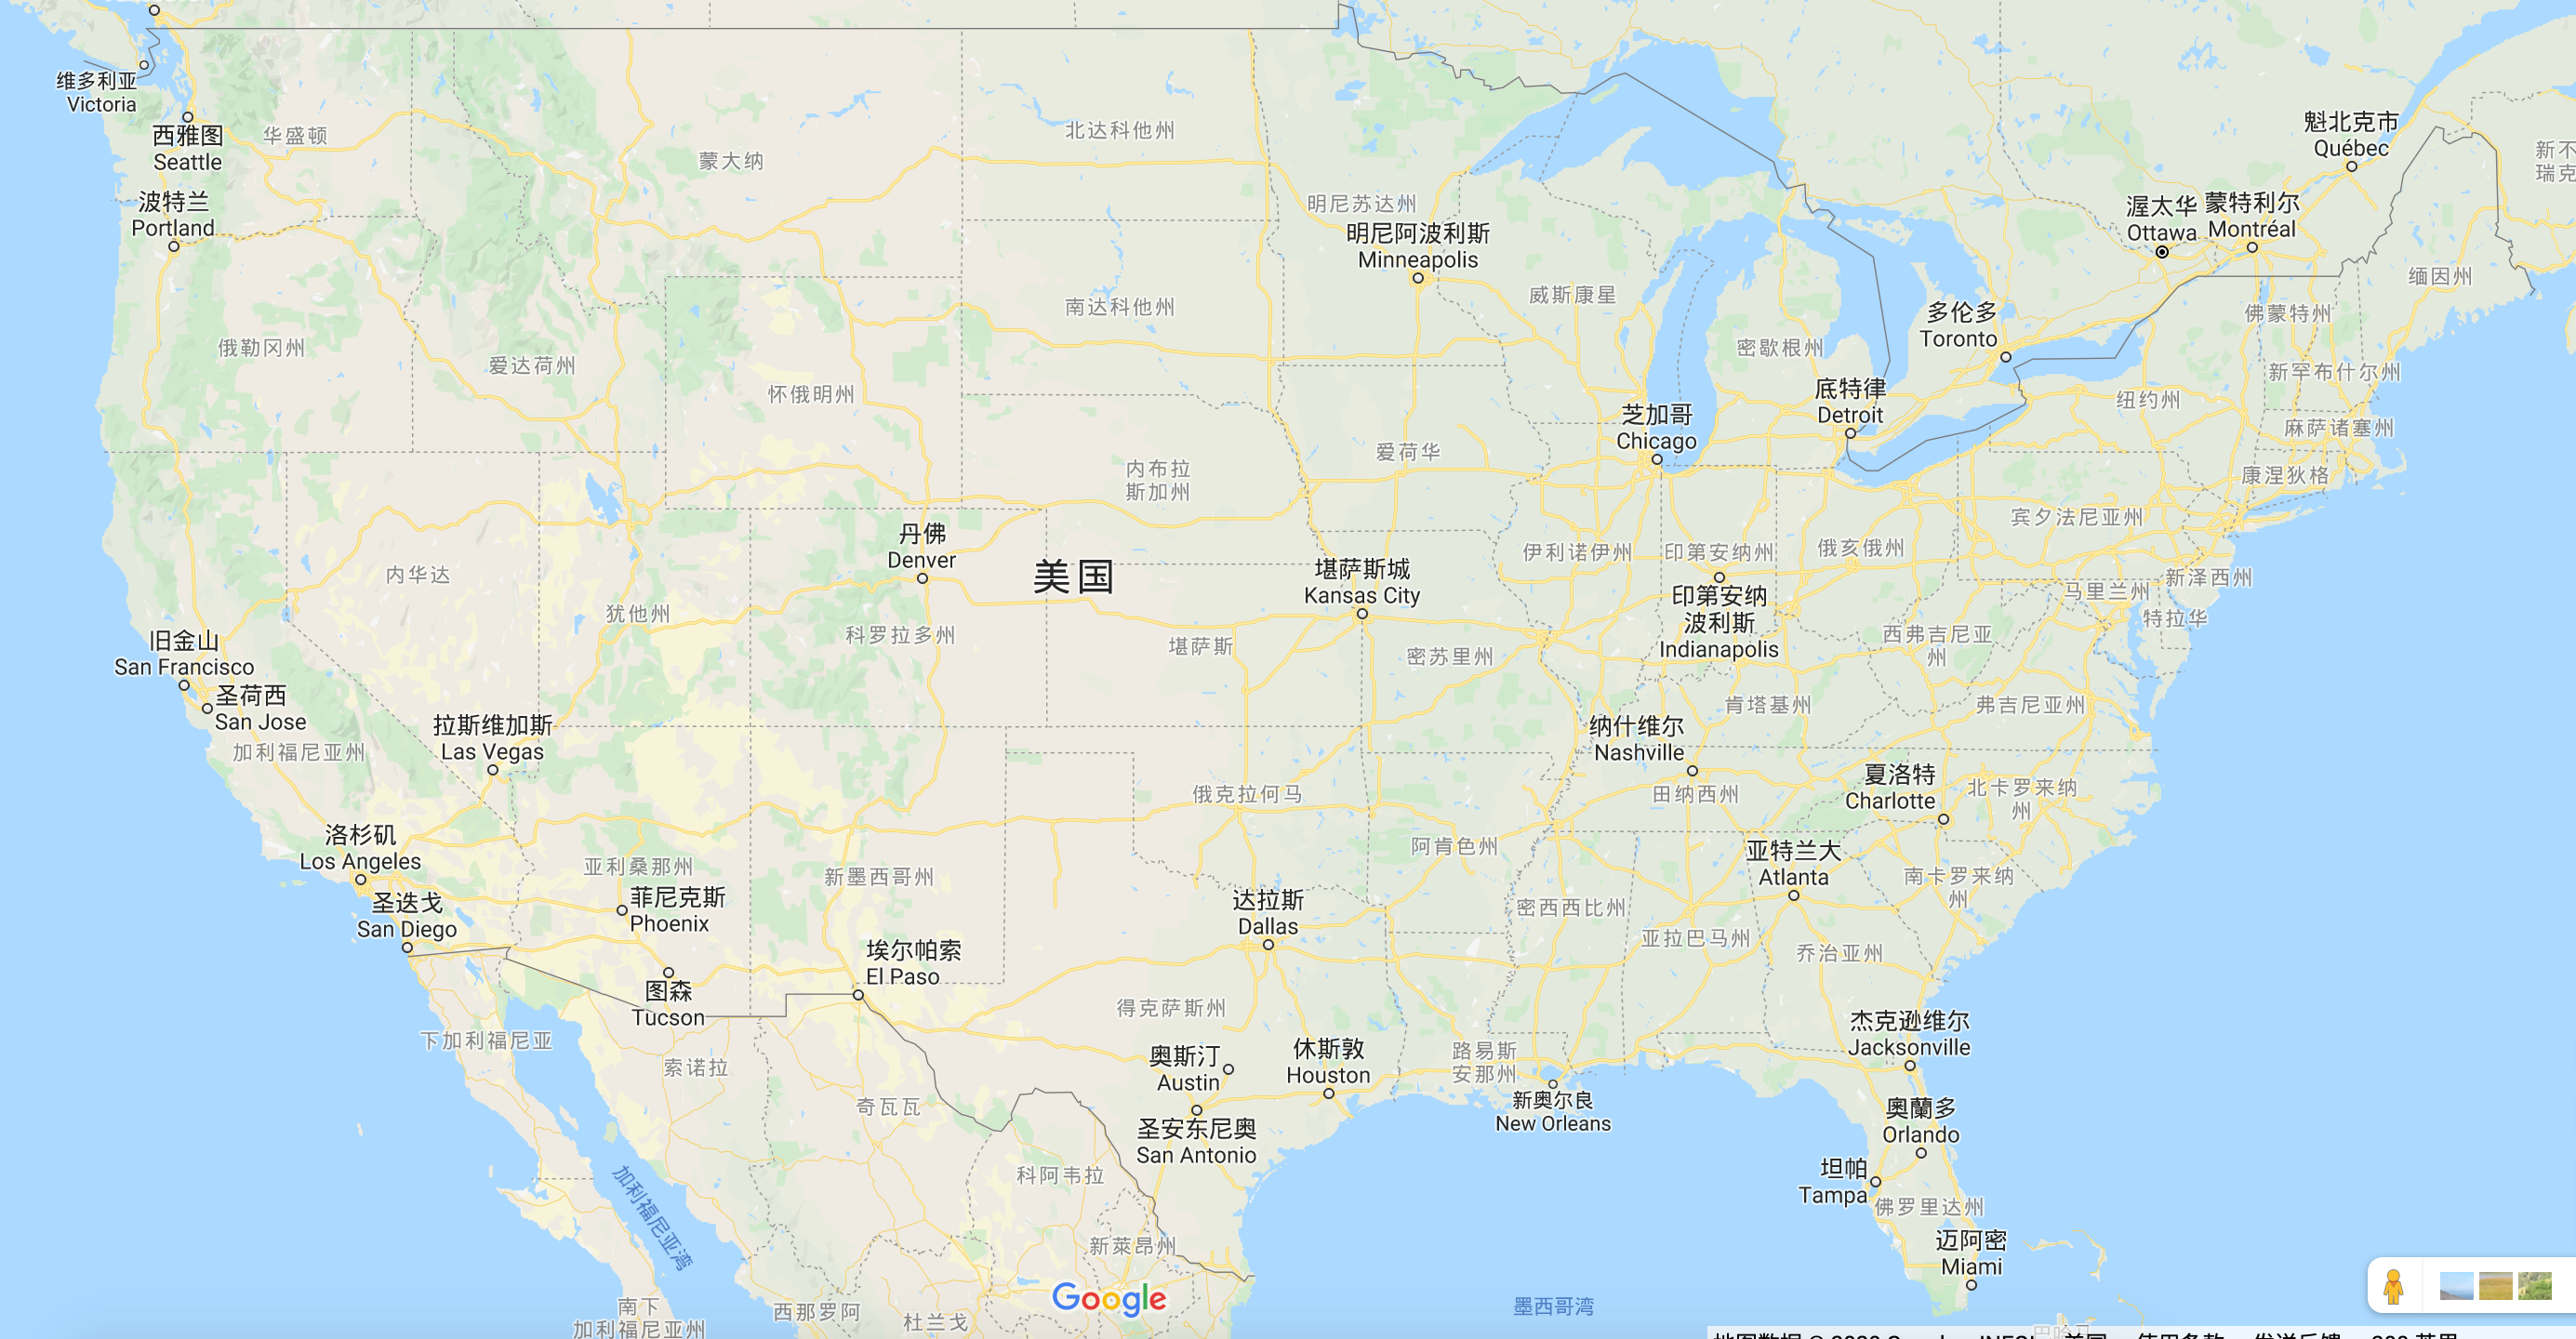 维多利亚
Victoria
西雅图
Seattle
华盛顿
波特兰
Portland
蒙大纳
北达科他州
明尼苏达州
明尼阿波利斯
Minneapolis
南达科他州
威斯康星
魁北克市
Québec
渥太华
Ottawa
蒙特利尔
Montréal
缅因州
佛蒙特州
新罕布什尔州
麻萨诸塞州
康涅狄格
多伦多
Toronto
密歇根州
底特律
Detroit
纽约州
俄勒冈州
爱达荷州
怀俄明州
芝加哥
Chicago
爱荷华
内布拉
斯加州
宾夕法尼亚州
丹佛
Denver
美国
内华达
犹他州
科罗拉多州
堪萨斯
堪萨斯城
Kansas City
密苏里州
伊利诺伊州
印第安纳州
俄亥俄州
印第安纳
波利斯
Indianapolis
新泽西州
马里兰州
特拉华
西弗吉尼亚
州
弗吉尼亚州
肯塔基州
旧金山
San Francisco
圣荷西
San Jose
加利福尼亚州
拉斯维加斯
Las Vegas
纳什维尔
Nashville
田纳西州
夏洛特
Charlotte
北卡罗来纳
州
洛杉矶
Los Angeles
圣迭戈
San Diego
亚利桑那州
菲尼克斯
Phoenix
新墨西哥州
俄克拉何马
阿肯色州
亚特兰大
Atlanta
南卡罗来纳
州
达拉斯
Dallas
密西西比州
亚拉巴马州
乔治亚州
埃尔帕索
El Paso
图森
Tucson
得克萨斯州
下加利福尼亚
索诺拉
奇瓦瓦
奥斯汀
Austin
休斯敦
Houston
路易斯
安那州
新奥尔良
New Orleans
杰克逊维尔
Jacksonville
圣安东尼奥
San Antonio
奥蘭多
Orlando
坦帕
Tampa
佛罗里达州
迈阿密
Miami
科阿韦拉
新萊昂州
加利福尼亚湾
墨西哥湾
南下
加利福尼亚州
西那罗阿
杜兰戈
Google